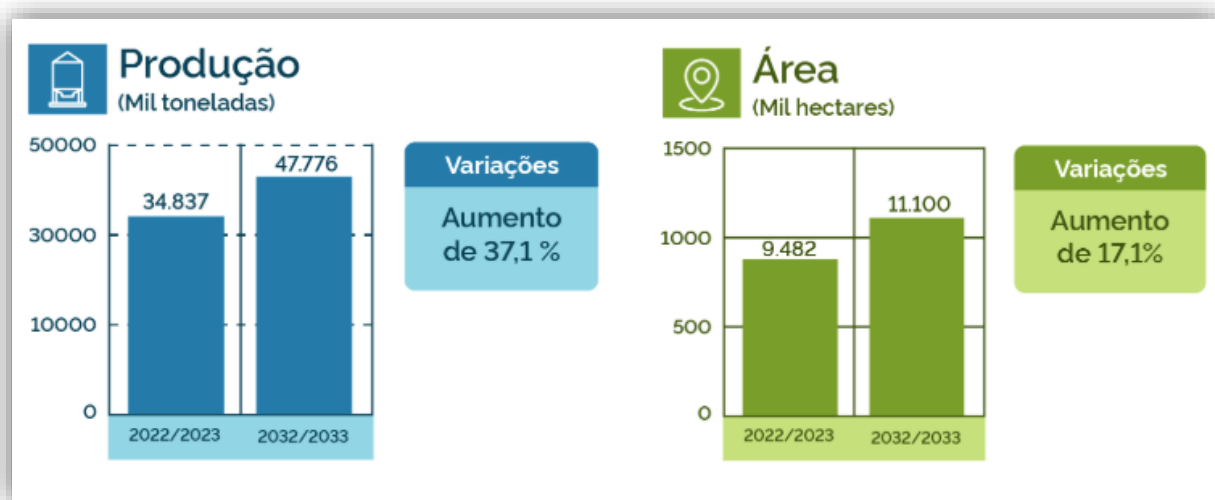 Produção
(Mil toneladas)
50000
30000
10000
0
34.837
47.776
2022/2023
2032/2033
Variações
Aumento
de 37,1 %
Área
(Mil hectares)
1500
1000
500
0
9.482
11.100
2022/2023
2032/2033
Variações
Aumento
de 17,1%